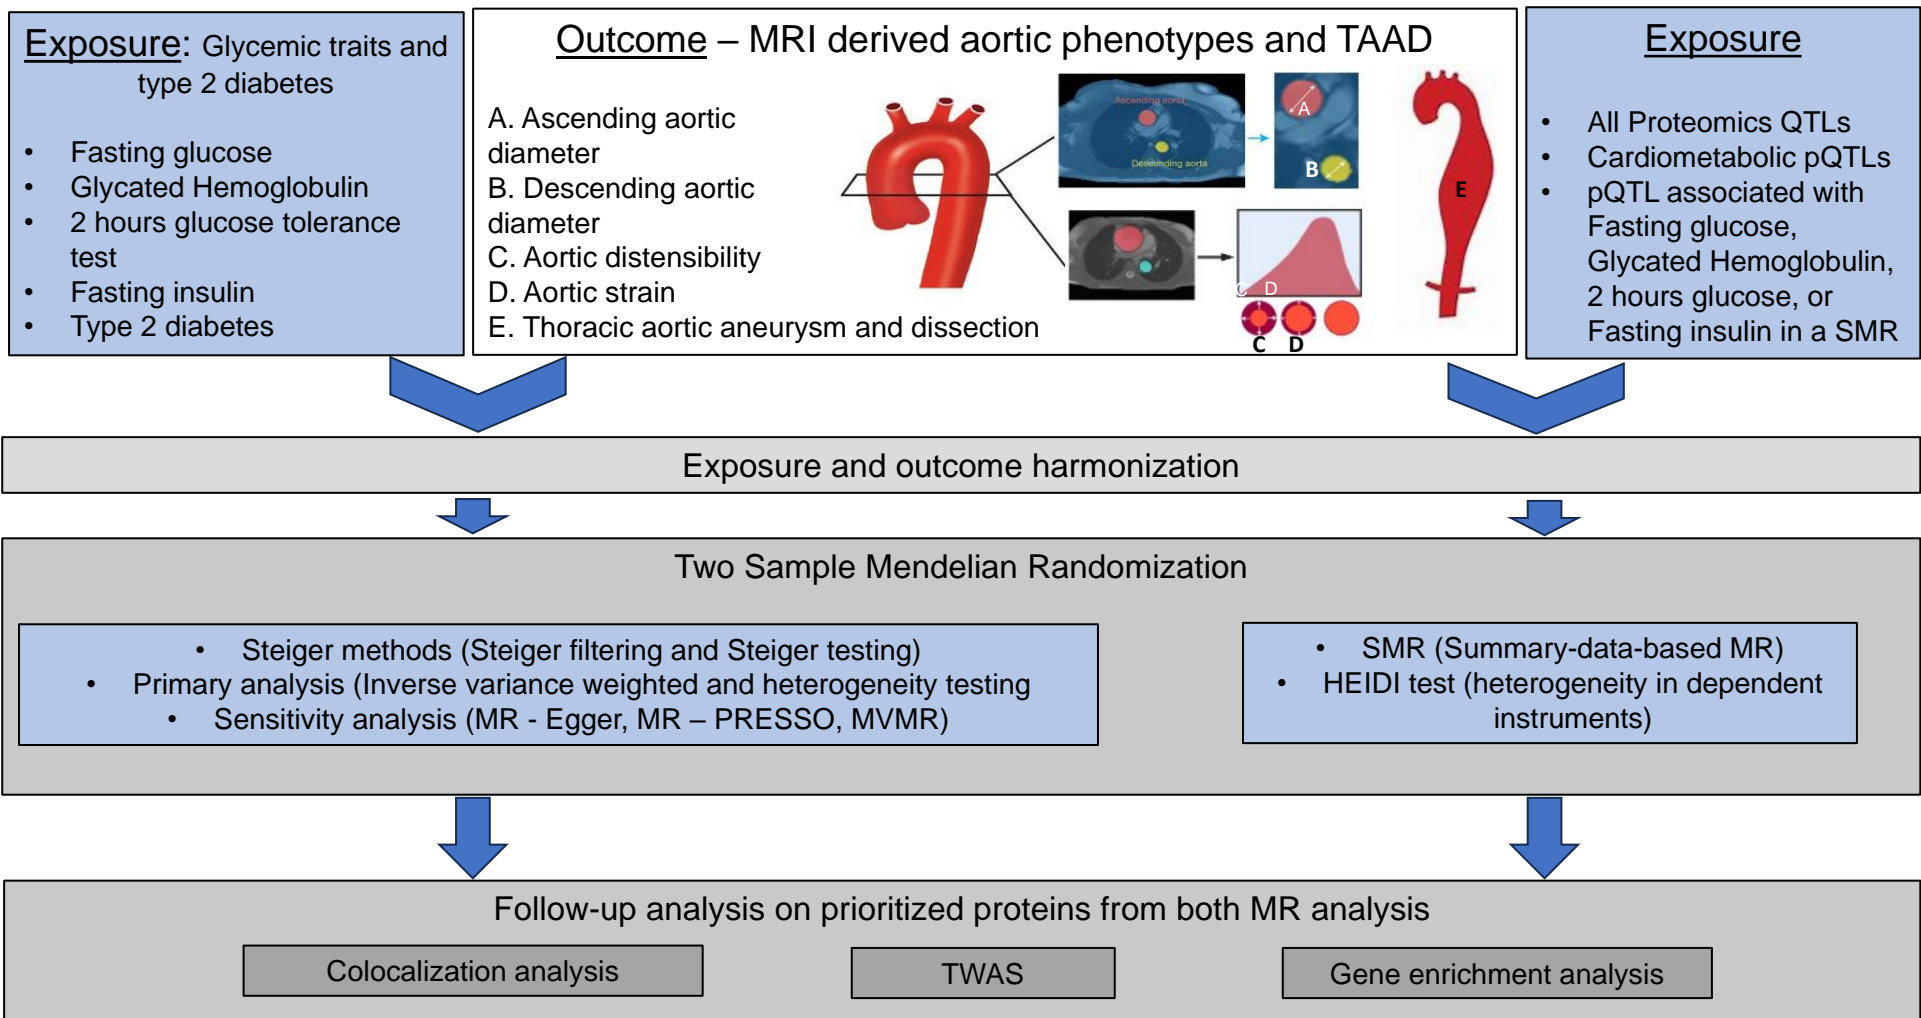 Exposure: Glycemic traits and
type 2 diabetes
• Fasting glucose
• Glycated Hemoglobulin
• 2 hours glucose tolerance
test
• Fasting insulin
• Type 2 diabetes
Outcome – MRI derived aortic phenotypes and TAAD
A. Ascending aortic
diameter
B. Descending aortic
diameter
C. Aortic distensibility
D. Aortic strain
E. Thoracic aortic aneurysm and dissection
Ascending aorta
Descending aorta
A
B
C D
C D
E
Exposure
• All Proteomics QTLs
• Cardiometabolic pQTLs
• pQTL associated with
Fasting glucose,
Glycated Hemoglobulin,
2 hours glucose, or
Fasting insulin in a SMR
Exposure and outcome harmonization
Two Sample Mendelian Randomization
• Steiger methods (Steiger filtering and Steiger testing)
• Primary analysis (Inverse variance weighted and heterogeneity testing
• Sensitivity analysis (MR - Egger, MR – PRESSO, MVMR)
• SMR (Summary-data-based MR)
• HEIDI test (heterogeneity in dependent
instruments)
Follow-up analysis on prioritized proteins from both MR analysis
Colocalization analysis
TWAS
Gene enrichment analysis